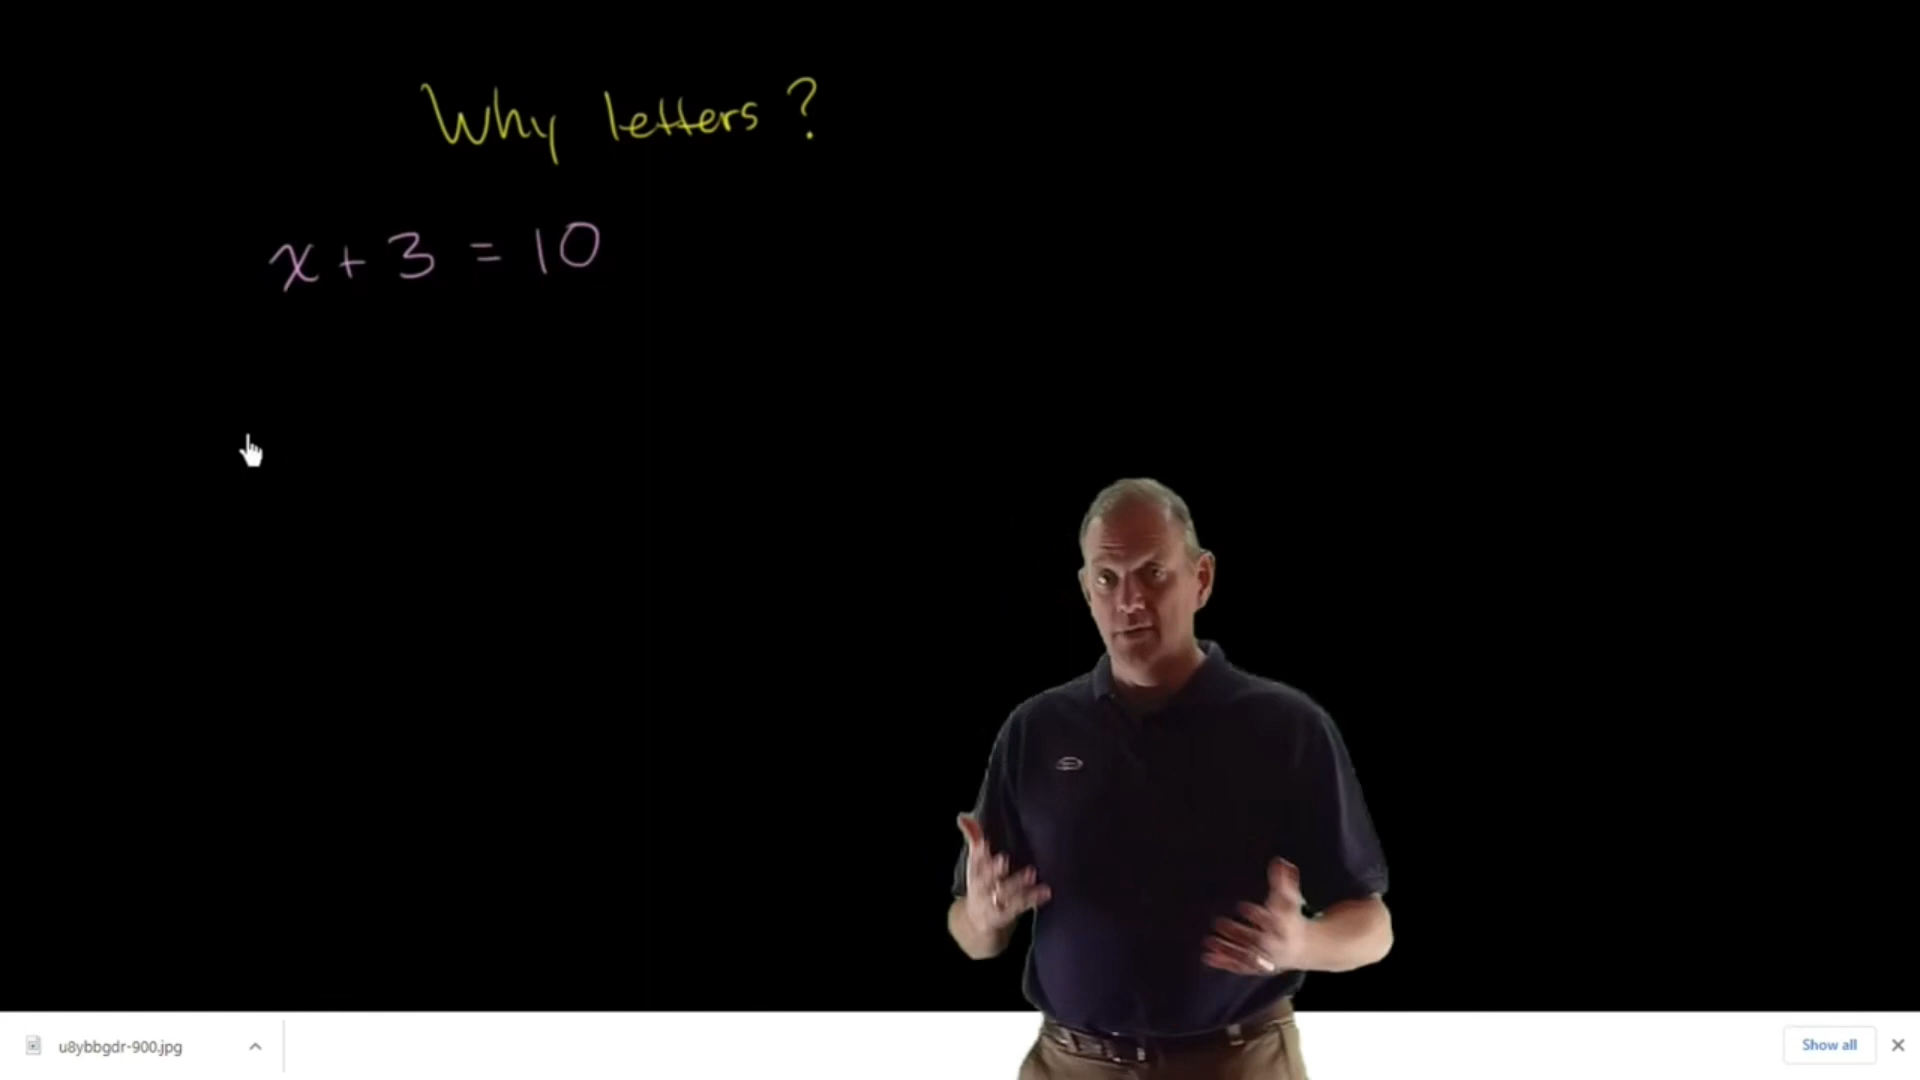 Why letters?
x + 3 = 10
u8ybbgdr-900.jpg
Show all